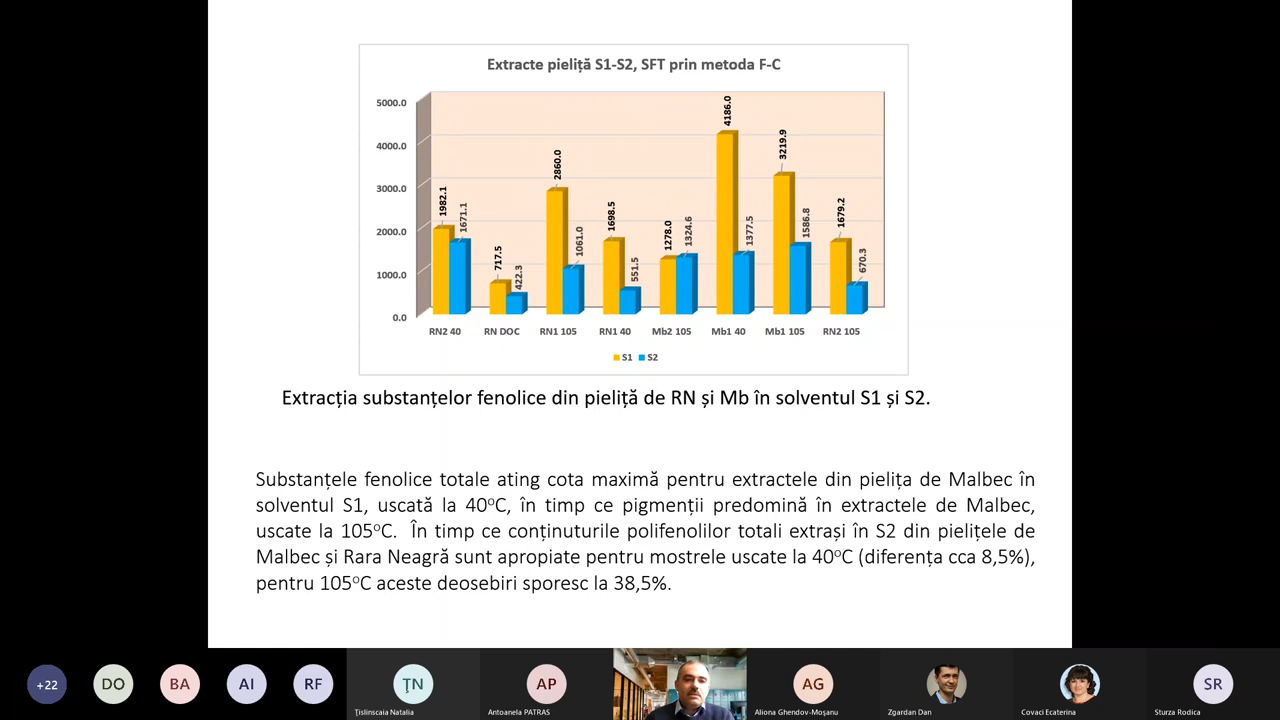 Extracte pieliță S1-S2, SFT prin metoda F-C
5000.0
4000.0
3000.0
2000.0
1000.0
0.0
1982.1
1671.1
717.5
422.3
2860.0
1061.0
1698.5
551.5
1278.0
1324.6
4186.0
1377.5
3219.9
1586.8
1679.2
670.3
RN2 40 RN DOC RN1 105 RN1 40 Mb2 105 Mb1 40 Mb1 105 RN2 105
S1 S2
Extracția substanțelor fenolice din pieliță de RN și Mb în solventul S1 și S2.
Substanțele fenolice totale ating cota maximă pentru extractele din pielița de Malbec în
solventul S1, uscată la 40ᵒC, în timp ce pigmenții predomină în extractele de Malbec,
uscate la 105ᵒC. În timp ce conținuturile polifenolilor totali extrași în S2 din pielițele de
Malbec și Rara Neagră sunt apropiate pentru mostrele uscate la 40ᵒC (diferența cca 8,5%),
pentru 105ᵒC aceste deosebiri sporesc la 38,5%.
+22 DO BA AI RF ŢN AP AG SR
Ţislinscaia Natalia Antoanela PATRAS Aliona Ghendov-Moşanu Zgardan Dan Covaci Ecaterina Sturza Rodica